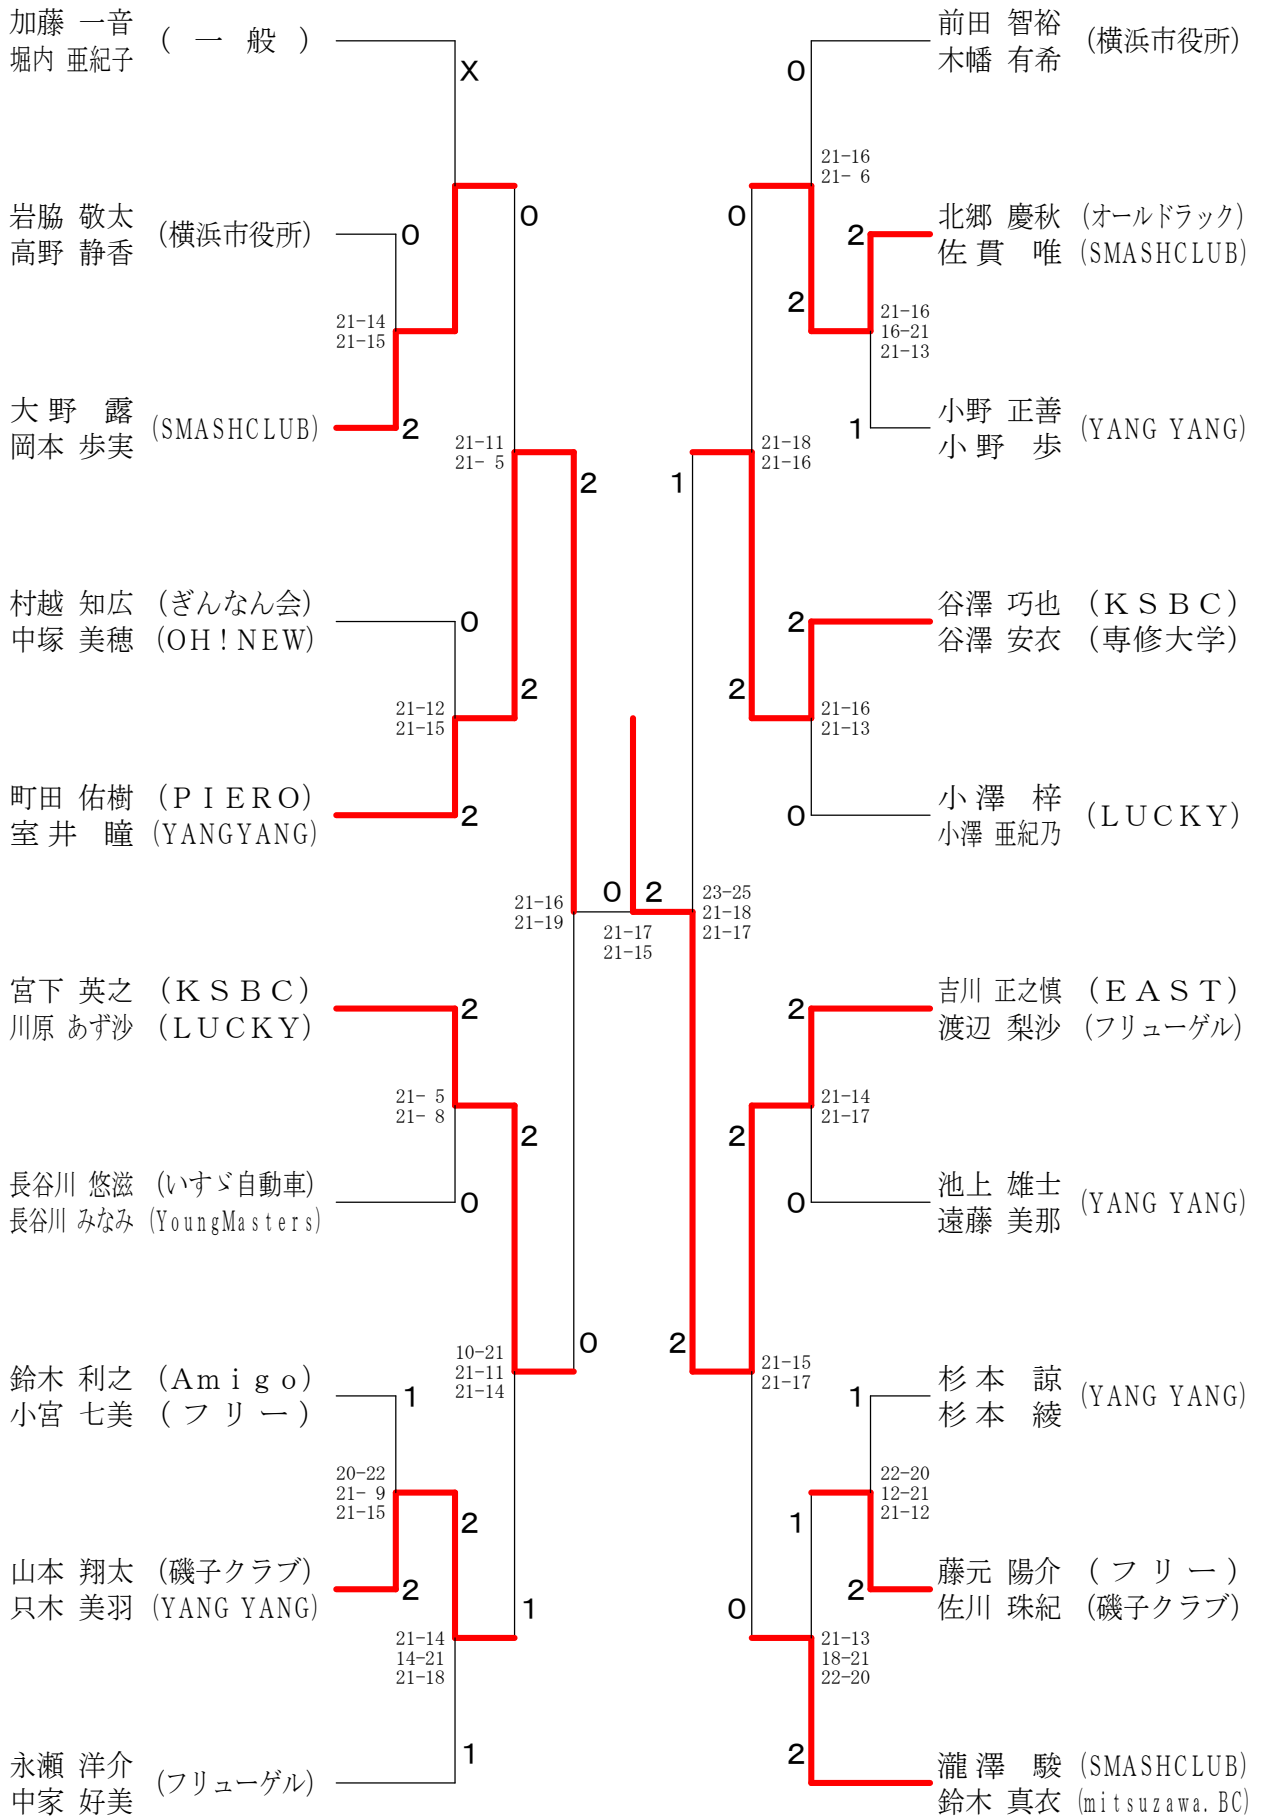 加藤 一音 ( 一 般 )
堀内 亜紀子
X
岩脇 敬太 (横浜市役所)
高野 静香
0
21-14
21-15
大 野 露 (SMASHCLUB)
岡本 歩実
2
0
21-11
21- 5
2
村越 知広 (ぎんなん会)
中塚 美穂 (OH!NEW)
0
21-12
21-15
2
町田 佑樹 (PIERO)
室 井 瞳 (YANGYANG)
2
21-16
21-19
0 2
21-17
21-15
宮下 英之 (KSBC)
川原 あず沙 (LUCKY)
2
21- 5
21- 8
2
長谷川 悠滋 (いすゞ自動車)
長谷川 みなみ (YoungMasters)
0
10-21
21-11
21-14
0
鈴木 利之 (Amigo)
小宮 七美 (フリー)
1
20-22
21- 9
21-15
2
山本 翔太 (磯子クラブ)
只木 美羽 (YANG YANG)
2
21-14
14-21
21-18
1
永瀬 洋介 (フリューゲル)
中家 好美
1
前田 智裕 (横浜市役所)
木幡 有希
0
21-16
21- 6
0
北郷 慶秋 (オールドラック)
佐 貫 唯 (SMASHCLUB)
2
2
21-16
16-21
21-13
小野 正善 (YANG YANG)
小 野 歩
1
21-18
21-16
1
谷澤 巧也 (KSBC)
谷澤 安衣 (専修大学)
2
2
21-16
21-13
小 澤 梓 (LUCKY)
小澤 亜紀乃
0
23-25
21-18
21-17
吉川 正之慎 (EAST)
渡辺 梨沙 (フリューゲル)
2
21-14
21-17
2
池上 雄士 (YANG YANG)
遠藤 美那
0
2
21-15
21-17
杉 本 諒 (YANG YANG)
杉 本 綾
1
22-20
12-21
21-12
1
藤元 陽介 (フリー)
佐川 珠紀 (磯子クラブ)
2
0
21-13
18-21
22-20
瀧 澤 駿 (SMASHCLUB)
鈴木 真衣 (mitsuzawa.BC)
2